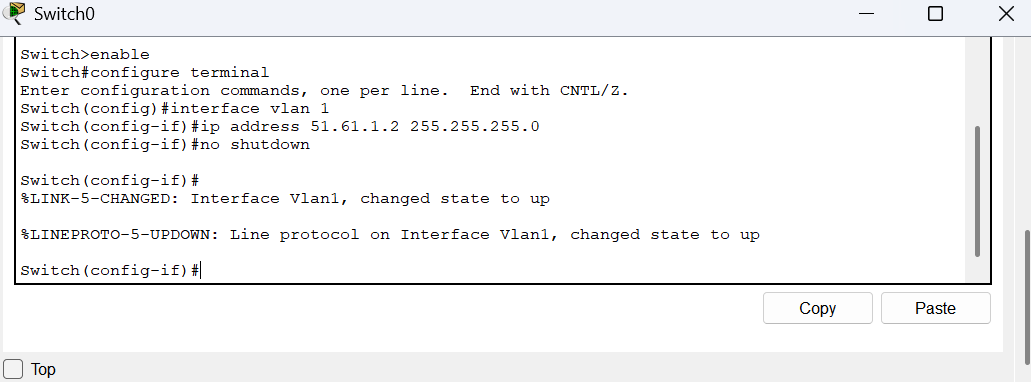 Switch0
Switch>enable
Switch#configure terminal
Enter configuration commands, one per line.  End with CNTL/Z.
Switch(config)#interface vlan 1
Switch(config-if)#ip address 51.61.1.2 255.255.255.0
Switch(config-if)#no shutdown
Switch(config-if)#
%LINK-5-CHANGED: Interface Vlan1, changed state to up
%LINEPROTO-5-UPDOWN: Line protocol on Interface Vlan1, changed state to up
Switch(config-if)#
Copy Paste
Top